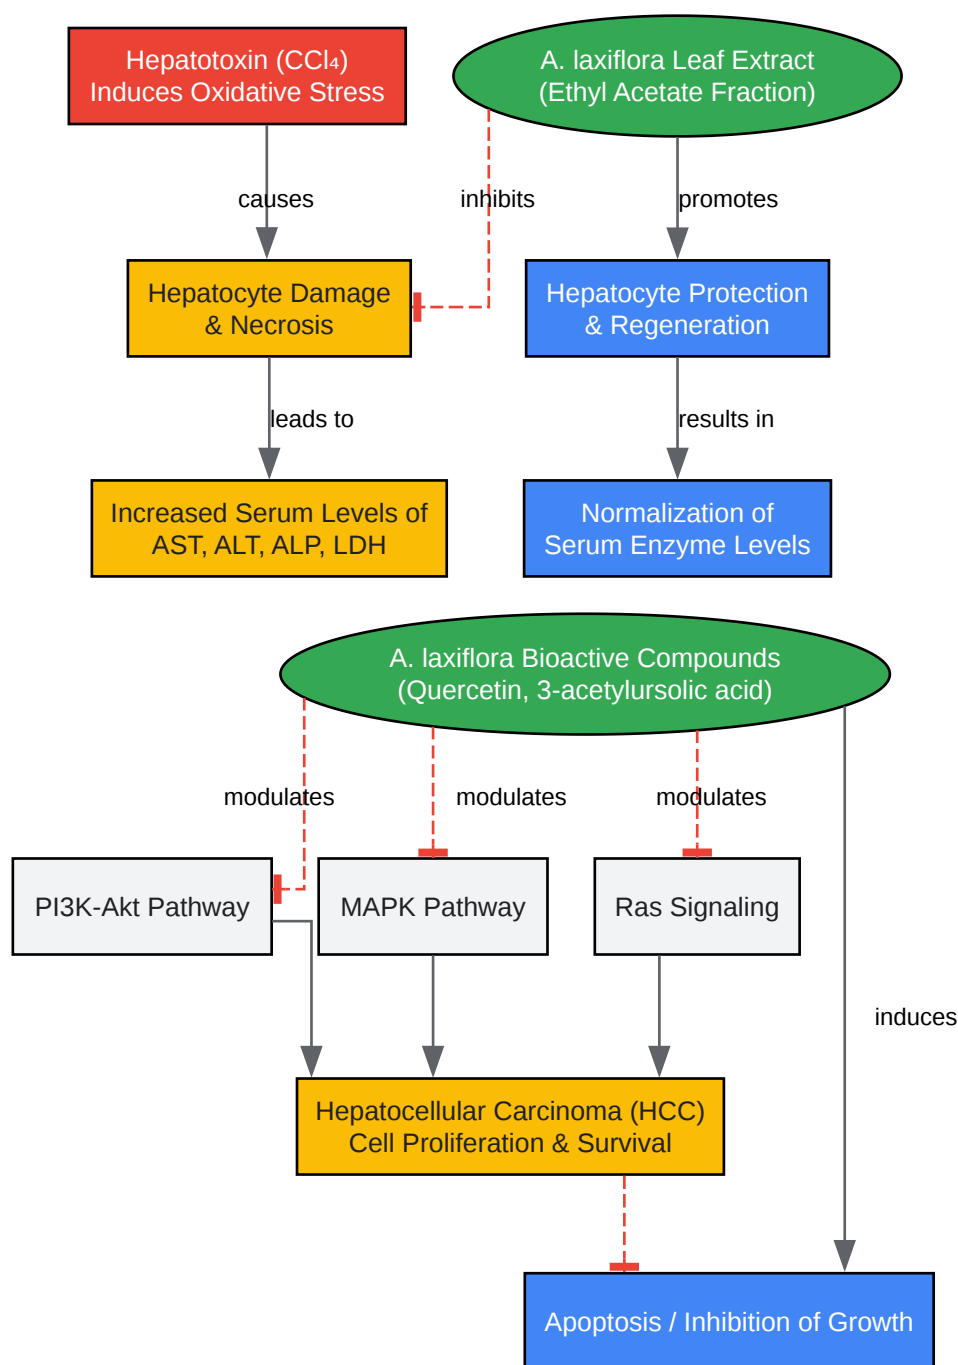 Hepatotoxin (CCl₄)
Induces Oxidative Stress
A. laxiflora Leaf Extract
(Ethyl Acetate Fraction)
causes
inhibits
promotes
Hepatocyte Damage
& Necrosis
Hepatocyte Protection
& Regeneration
leads to
results in
Increased Serum Levels of
AST, ALT, ALP, LDH
Normalization of
Serum Enzyme Levels
A. laxiflora Bioactive Compounds
(Quercetin, 3-acetylursolic acid)
modulates
modulates
modulates
PI3K-Akt Pathway
MAPK Pathway
Ras Signaling
induces
Hepatocellular Carcinoma (HCC)
Cell Proliferation & Survival
Apoptosis / Inhibition of Growth